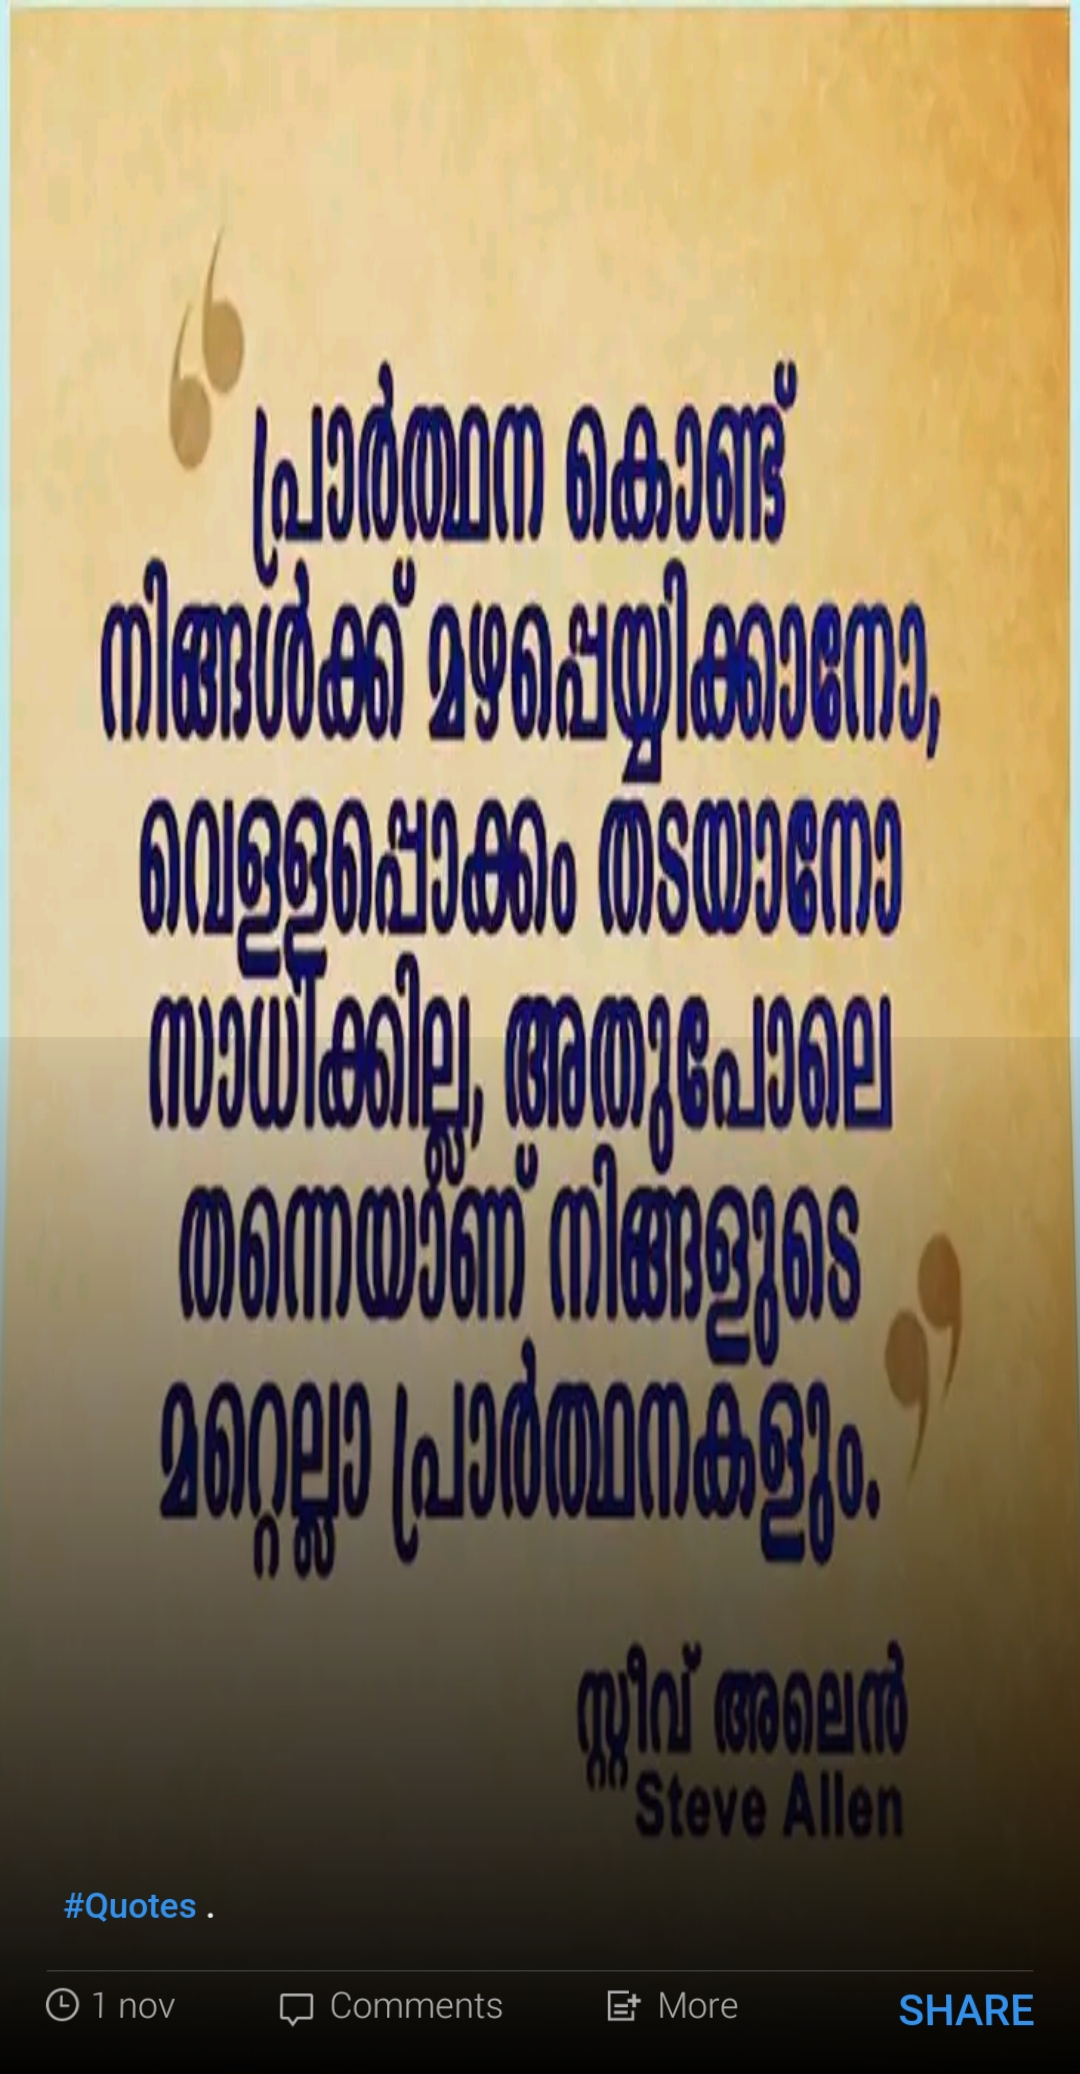 പ്രാർത്ഥന കൊണ്ട്
നിങ്ങൾക്ക് മഴപ്പെയ്യിക്കാനോ,
വെള്ളപ്പൊക്കം തടയാനോ
സാധിക്കില്ല, അതുപോലെ
തന്നെയാണ് നിങ്ങളുടെ
മറ്റെല്ലാ പ്രാർത്ഥനകളും.
സ്റ്റീവ് അലെൻ
Steve Allen
#Quotes .
1 nov Comments More SHARE